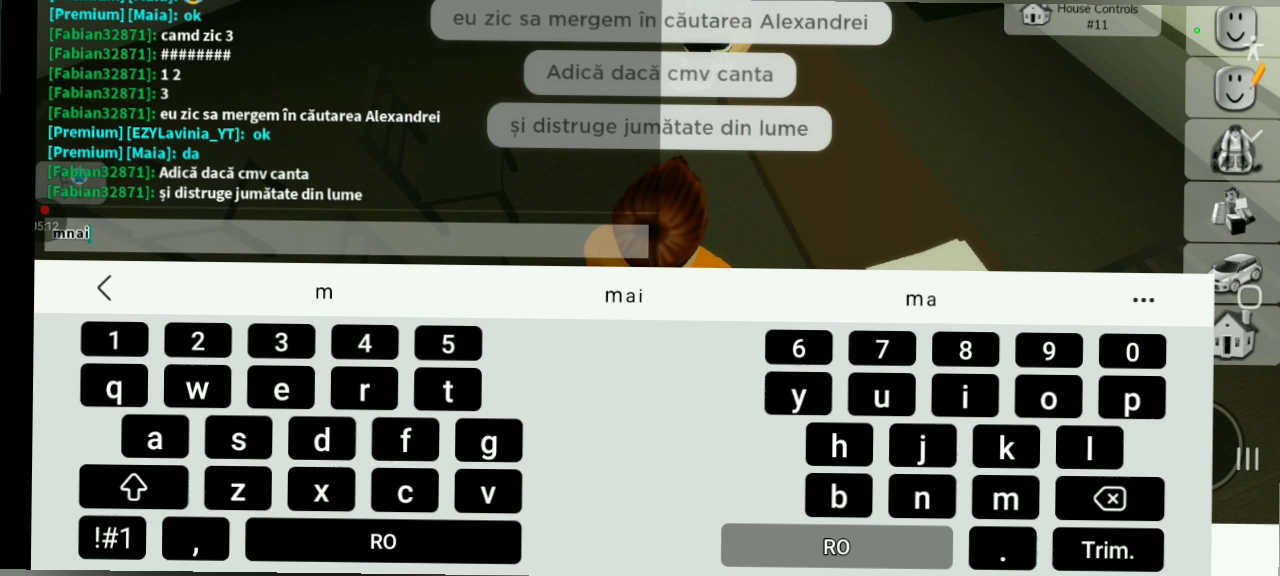 [Premium] [Maia]: ok
[Fabian32871]: camd zic 3
[Fabian32871]: ########
[Fabian32871]: 1 2
[Fabian32871]: 3
[Fabian32871]: eu zic sa mergem în căutarea Alexandrei
[Premium] [EZYLavinia_YT]: ok
[Premium] [Maia]: da
[Fabian32871]: Adică dacă cmv canta
[Fabian32871]: și distruge jumătate din lume
eu zic sa mergem în căutarea Alexandrei
Adică dacă cmv canta
și distruge jumătate din lume
House Controls
#11
mnai
m mai ma
1 2 3 4 5 6 7 8 9 0
q w e r t y u i o p
a s d f g h j k l
z x c v b n m
!#1 , RO RO . Trim.